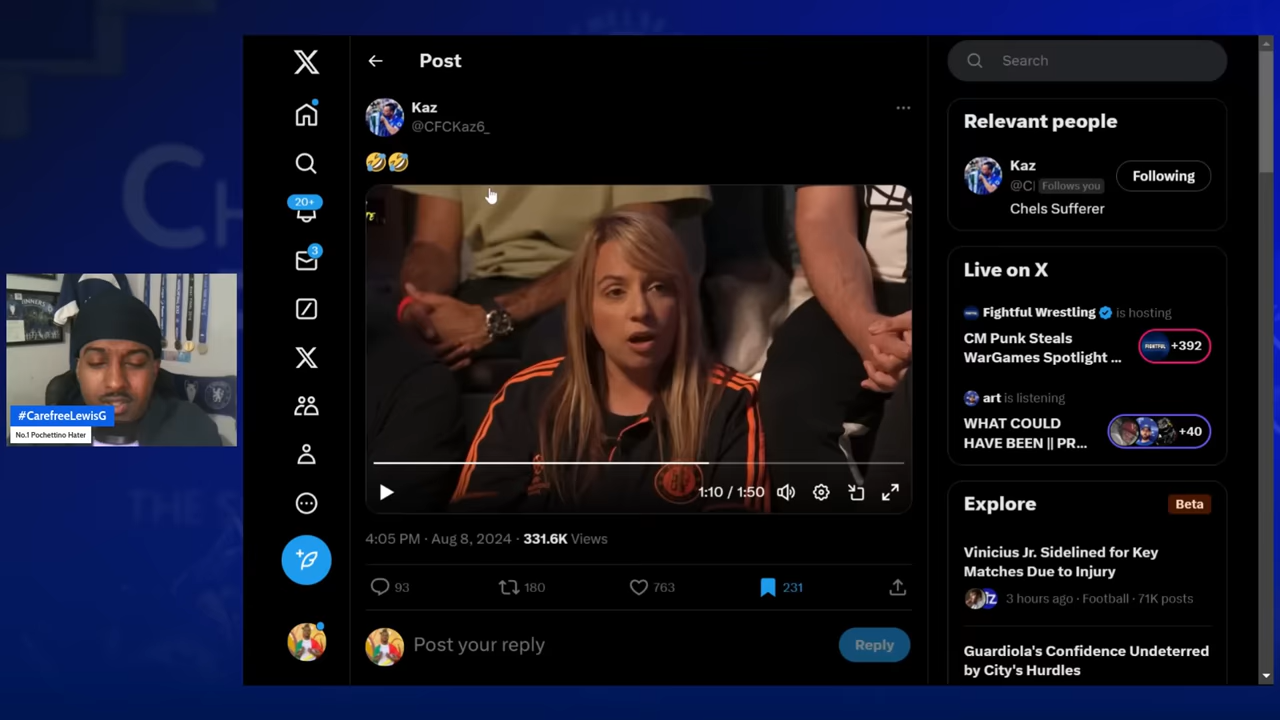 Post
Search
Kaz
@CFCKaz6_
🤣🤣
1:10 / 1:50
4:05 PM · Aug 8, 2024 · 331.6K Views
93
180
763
231
Post your reply
Reply
20+
3
Relevant people
Kaz
@C Follows you
Following
Chels Sufferer
Live on X
Fightful Wrestling is hosting
CM Punk Steals
WarGames Spotlight ...
FIGHTFUL +392
art is listening
WHAT COULD
HAVE BEEN || PR...
+40
Explore
Beta
Vinicius Jr. Sidelined for Key
Matches Due to Injury
3 hours ago · Football · 71K posts
Guardiola's Confidence Undeterred
by City's Hurdles
#CarefreeLewisG
No.1 Pochettino Hater